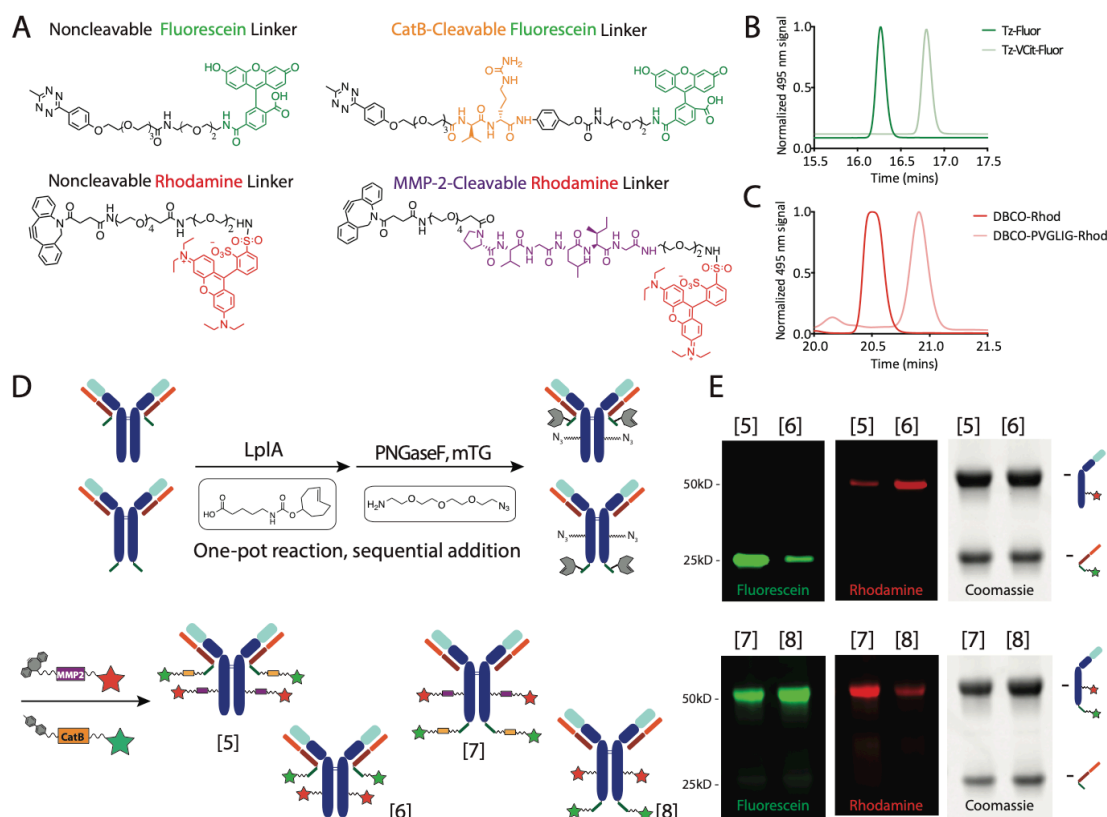 A
Noncleavable Fluorescein Linker
CatB-Cleavable Fluorescein Linker
Noncleavable Rhodamine Linker
MMP-2-Cleavable Rhodamine Linker
B
Normalized 495 nm signal
1.0
0.5
0.0
15.5 16.0 16.5 17.0 17.5
Time (mins)
Tz-Fluor
Tz-VCit-Fluor
C
Normalized 495 nm signal
1.0
0.5
0.0
20.0 20.5 21.0 21.5
Time (mins)
DBCO-Rhod
DBCO-PVGLIG-Rhod
D
LplA
PNGaseF, mTG
One-pot reaction, sequential addition
N3 N3
N3 N3
MMP2
CatB
[5]
[6]
[7]
[8]
E
[5] [6] [5] [6] [5] [6]
50kD -
25kD -
Fluorescein Rhodamine Coomassie
[7] [8] [7] [8] [7] [8]
50kD -
25kD -
Fluorescein Rhodamine Coomassie